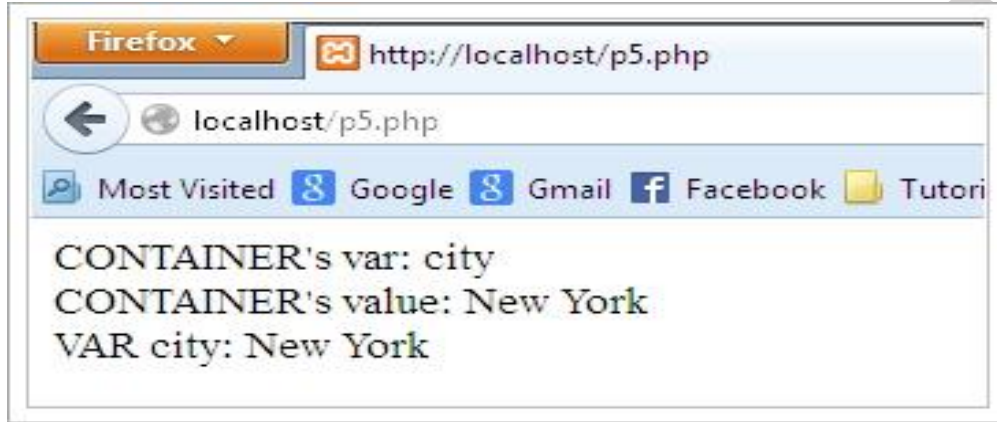 Firefox
http://localhost/p5.php
localhost/p5.php
Most Visited Google Gmail Facebook Tutori
CONTAINER's var: city
CONTAINER's value: New York
VAR city: New York